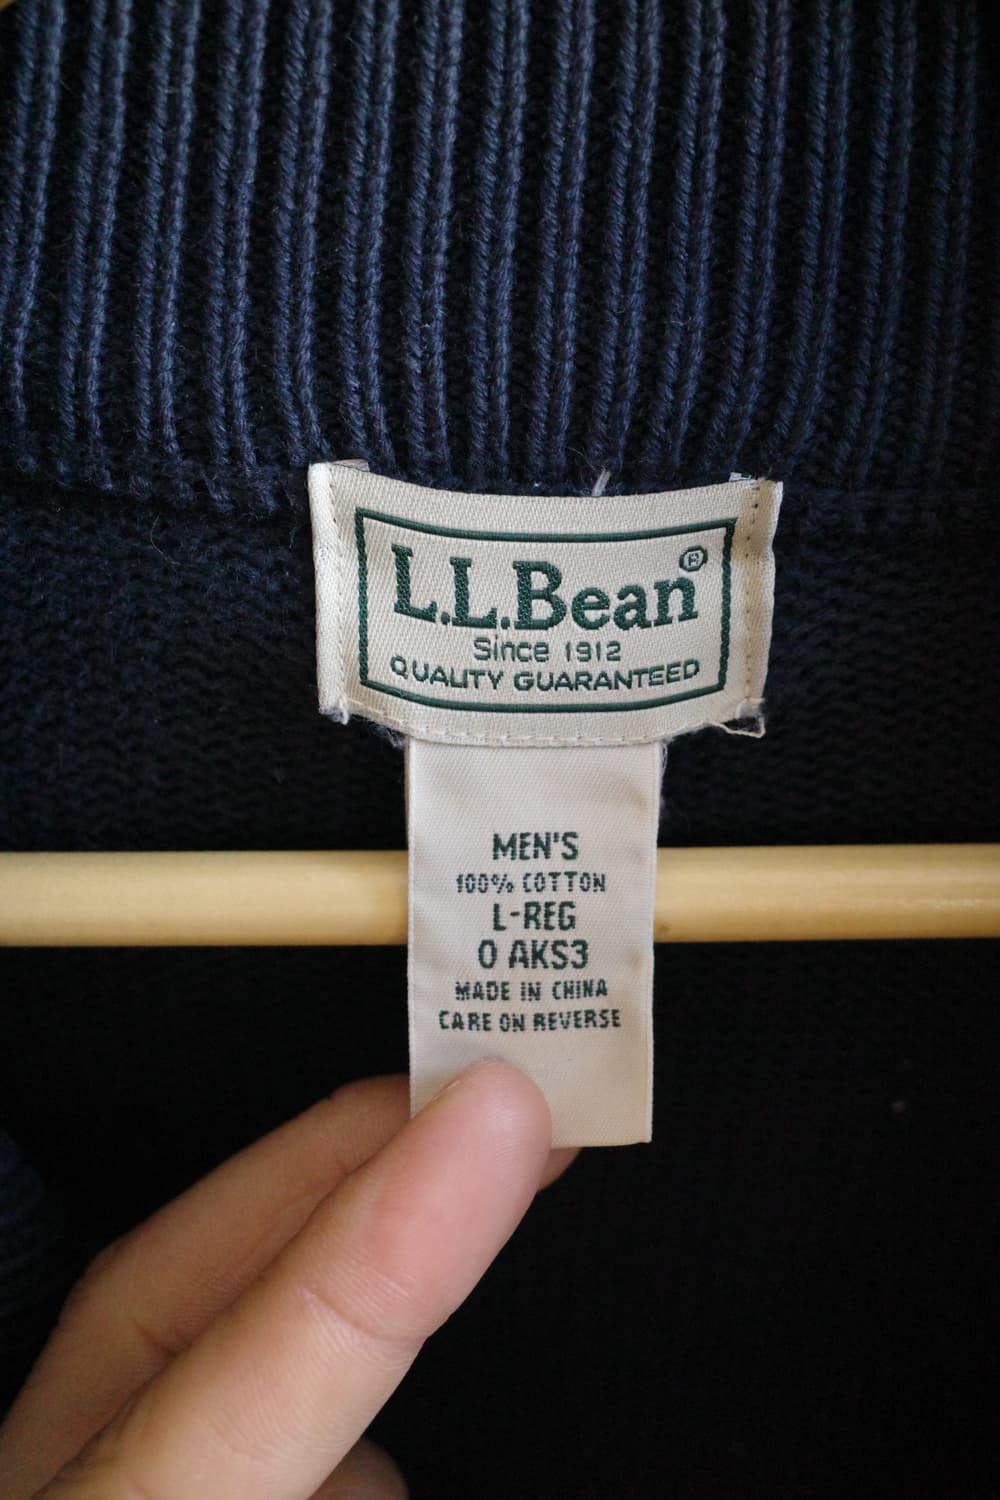 L.L.Bean®
Since 1912
QUALITY GUARANTEED
MEN'S
100% COTTON
L-REG
0 AKS3
MADE IN CHINA
CARE ON REVERSE